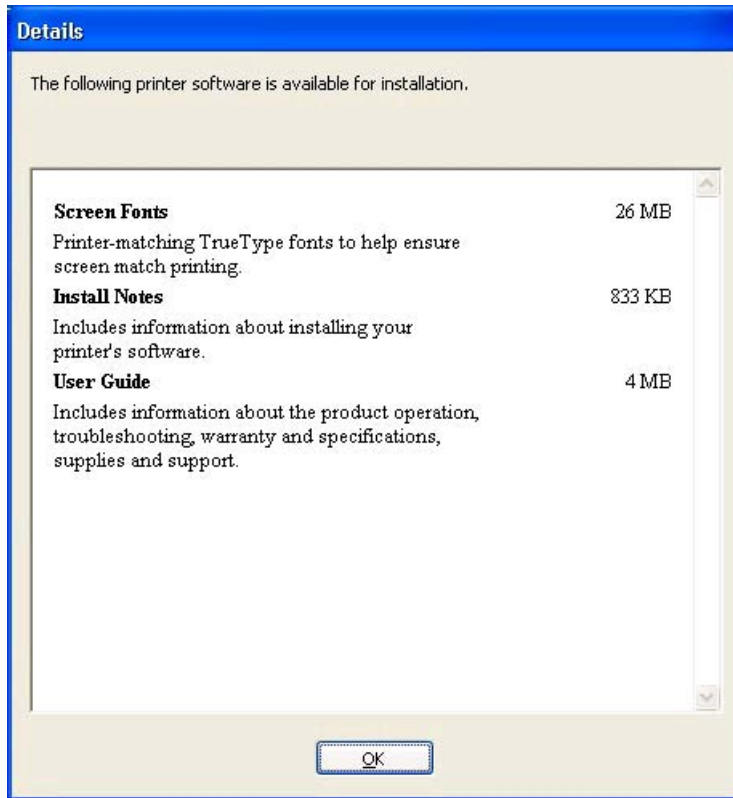 Details
The following printer software is available for installation.
Screen Fonts 26 MB
Printer-matching TrueType fonts to help ensure
screen match printing.
Install Notes 833 KB
Includes information about installing your
printer's software.
User Guide 4 MB
Includes information about the product operation,
troubleshooting, warranty and specifications,
supplies and support.
OK